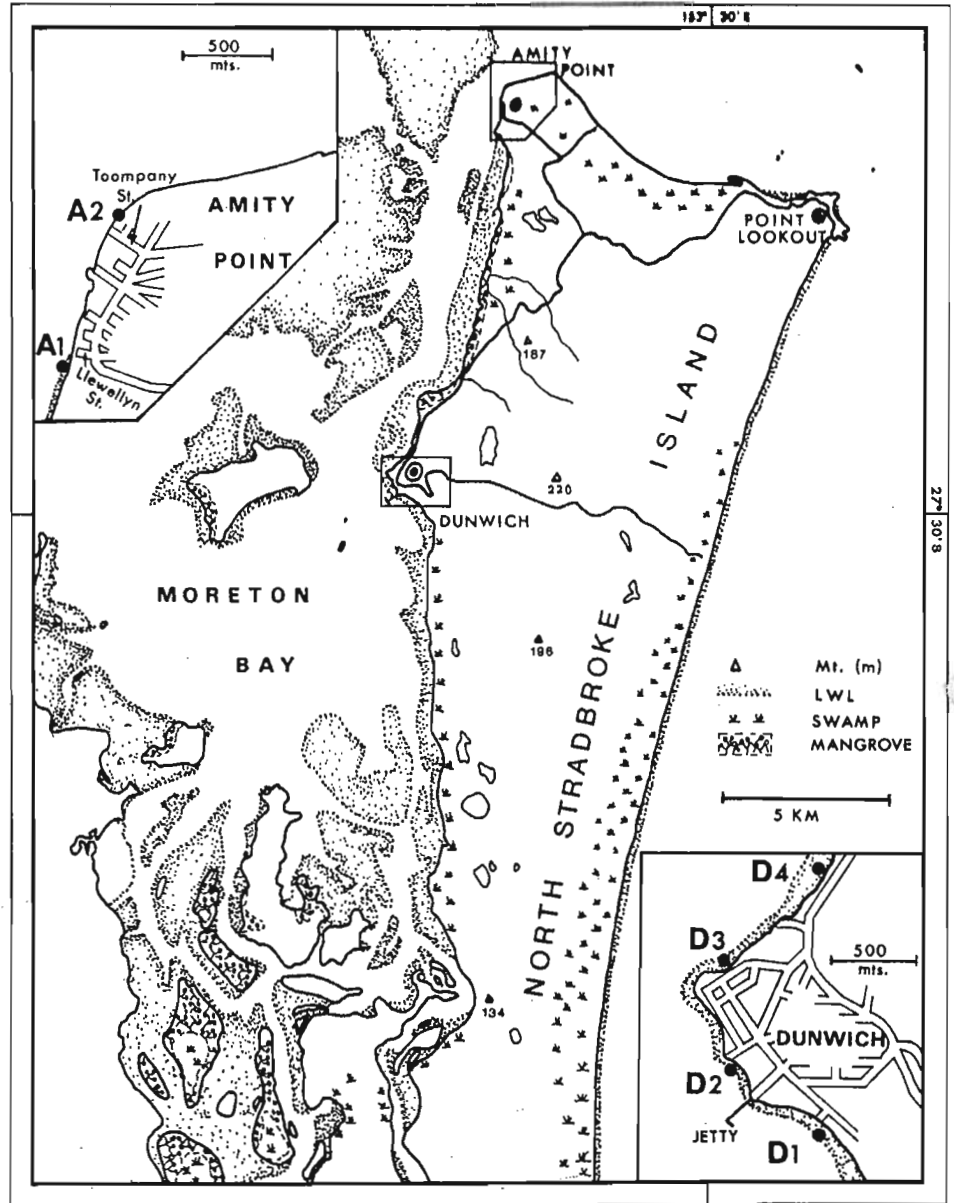 153° 30' E
500
mts.
AMITY
POINT
Toompany
St.
A2
AMITY
POINT
POINT
LOOKOUT
A1
Llewellyn
St.
187
ISLAND
220
DUNWICH
27° 30'S
MORETON
BAY
196
NORTH STRADBROKE
Mt. (m)
LWL
SWAMP
MANGROVE
5 KM
D4
D3
500
mts.
134
DUNWICH
D2
JETTY
D1